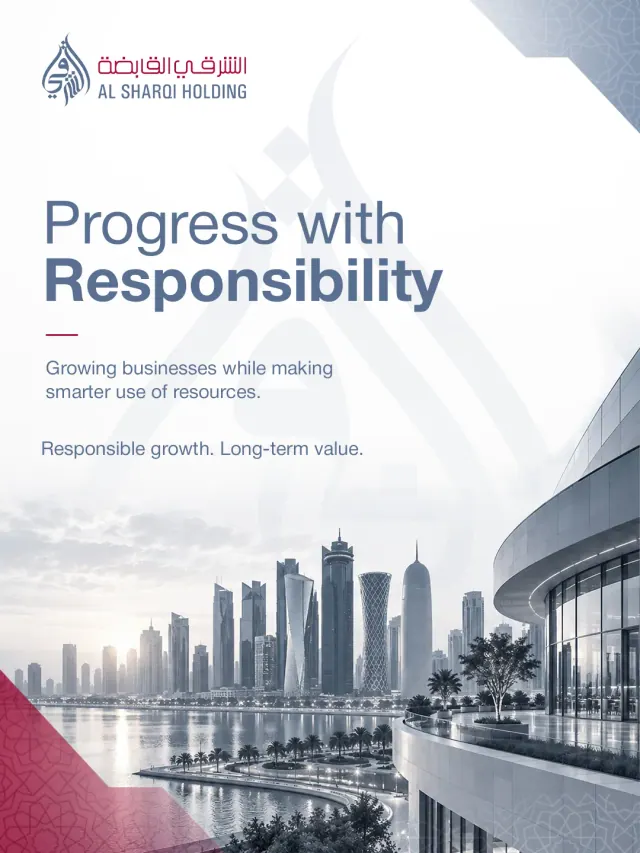 الشرقي القابضة
AL SHARQI HOLDING
Progress with
Responsibility
Growing businesses while making
smarter use of resources.
Responsible growth. Long-term value.